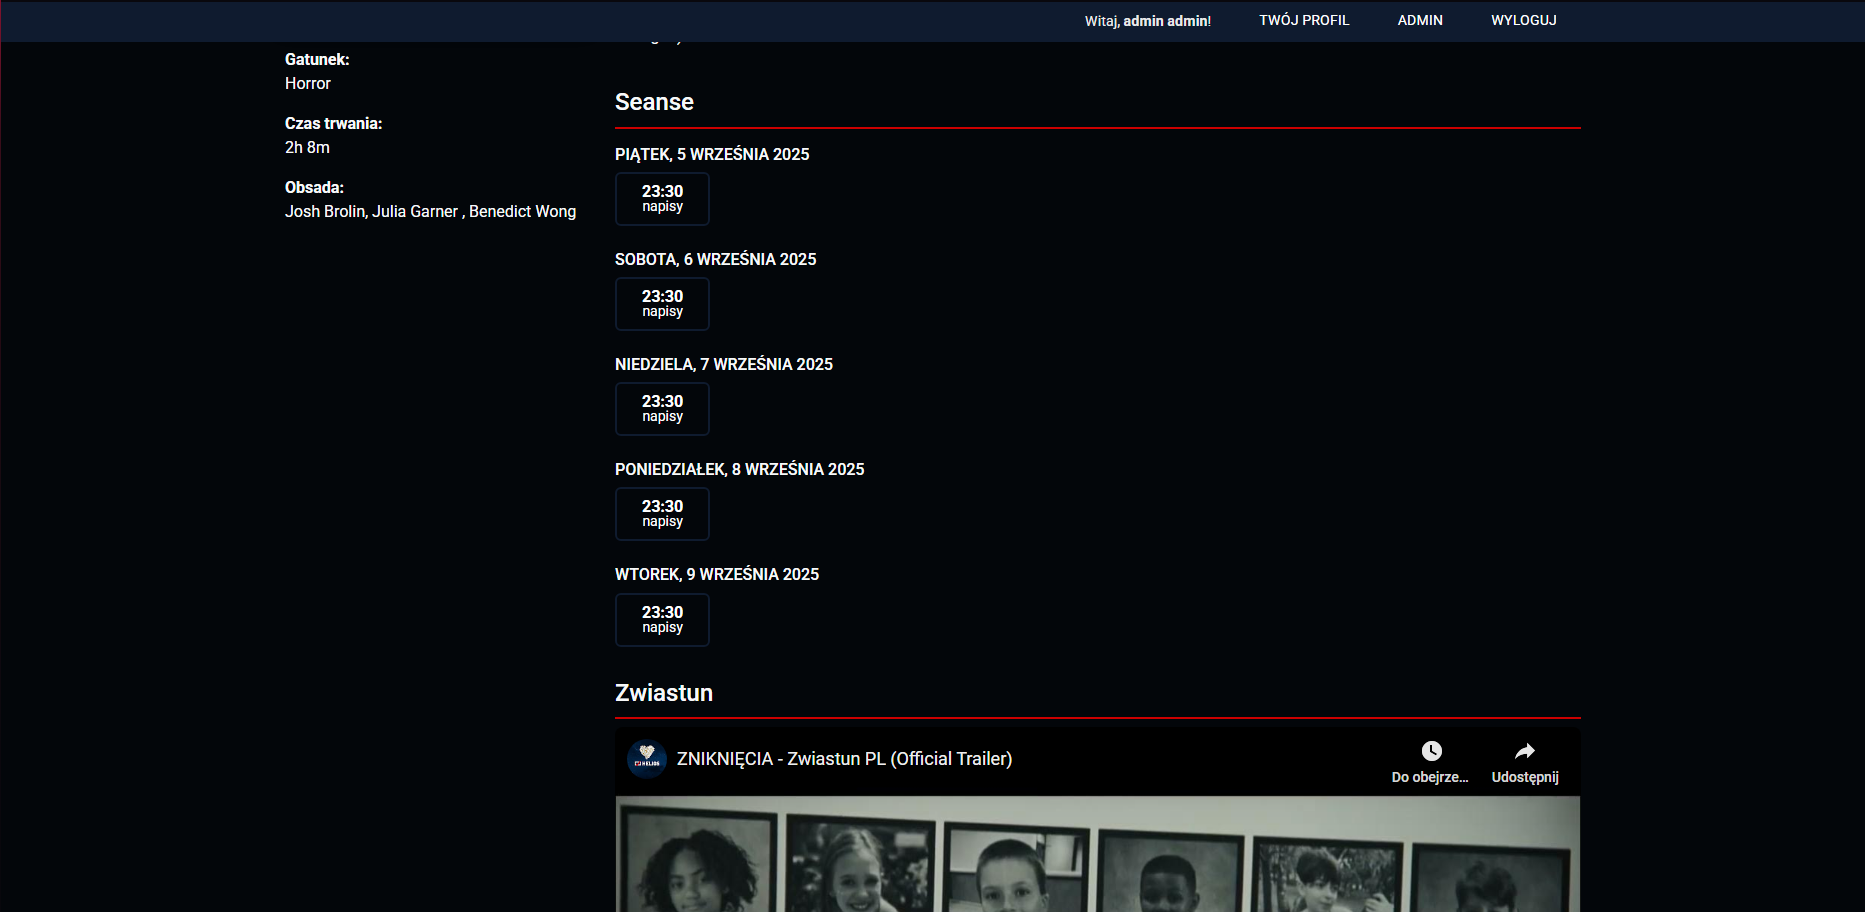 Witaj, admin admin!
TWÓJ PROFIL
ADMIN
WYLOGUJ
Gatunek:
Horror
Czas trwania:
2h 8m
Obsada:
Josh Brolin, Julia Garner , Benedict Wong
Seanse
PIĄTEK, 5 WRZEŚNIA 2025
23:30
napisy
SOBOTA, 6 WRZEŚNIA 2025
23:30
napisy
NIEDZIELA, 7 WRZEŚNIA 2025
23:30
napisy
PONIEDZIAŁEK, 8 WRZEŚNIA 2025
23:30
napisy
WTOREK, 9 WRZEŚNIA 2025
23:30
napisy
Zwiastun
HELIOS
ZNIKNIĘCIA - Zwiastun PL (Official Trailer)
Do obejrze...
Udostępnij